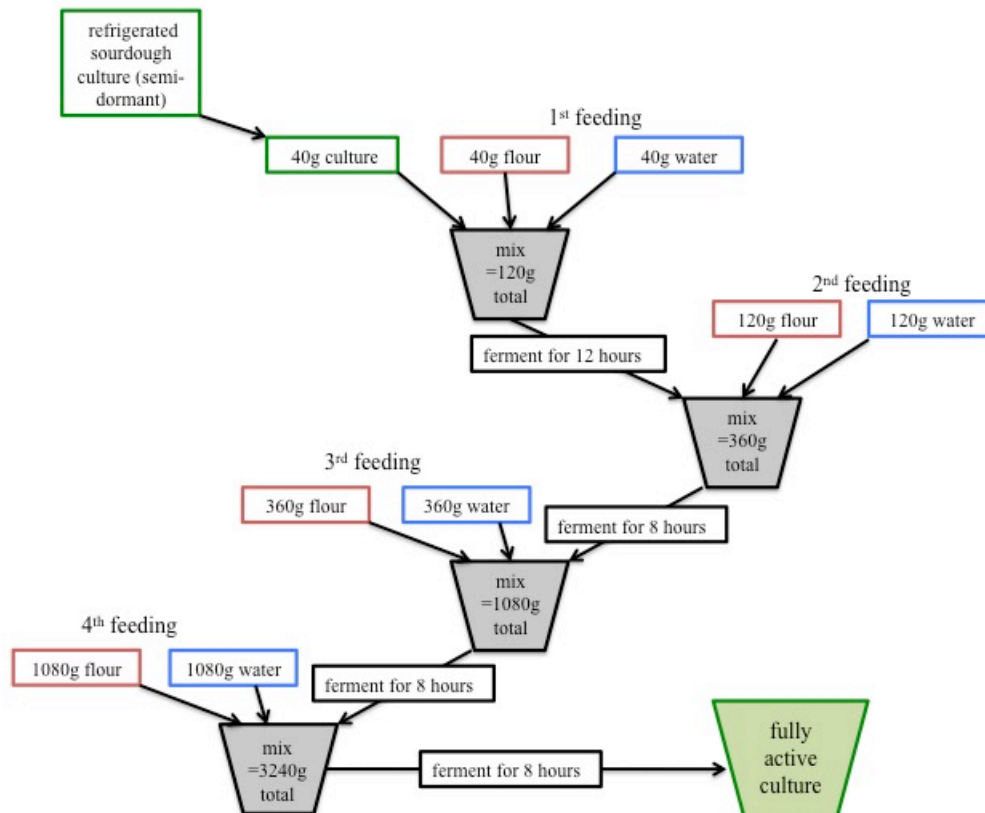 refrigerated
sourdough
culture (semi-
dormant)
1st feeding
40g culture
40g flour
40g water
mix
=120g
total
2nd feeding
120g flour
120g water
ferment for 12 hours
mix
=360g
total
3rd feeding
360g flour
360g water
ferment for 8 hours
mix
=1080g
total
4th feeding
1080g flour
1080g water
ferment for 8 hours
mix
=3240g
total
ferment for 8 hours
fully
active
culture